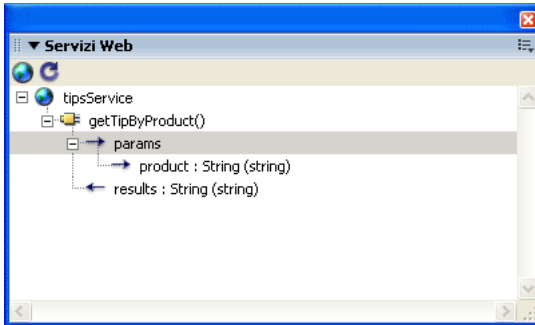 Servizi Web
tipsService
getTipByProduct()
params
product : String (string)
results : String (string)